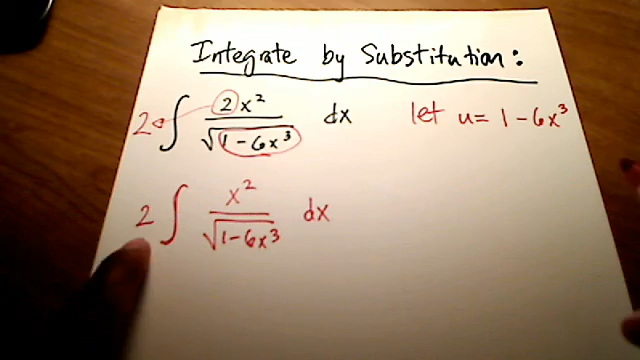 Integrate by Substitution:
2 ∫ 2x² / √(1-6x³) dx let u = 1-6x³
2 ∫ x² / √(1-6x³) dx